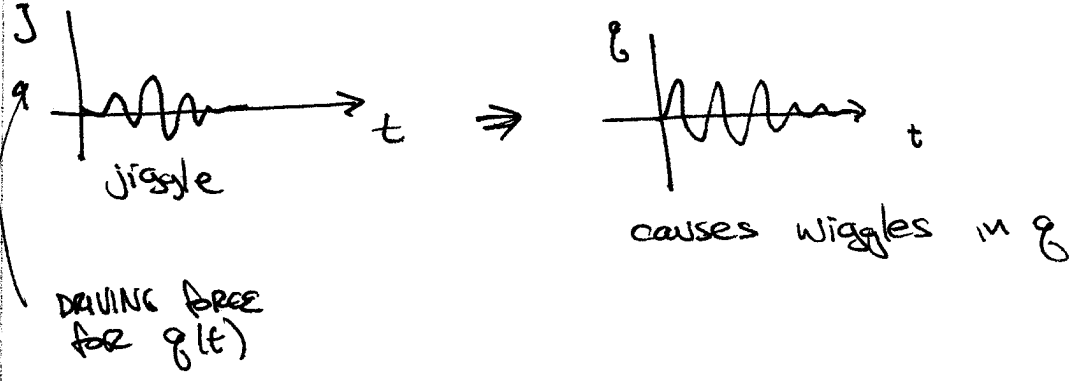 J
q
t
jiggle
⇒
q
t
causes wiggles in q
DRIVING FORCE
FOR q(t)